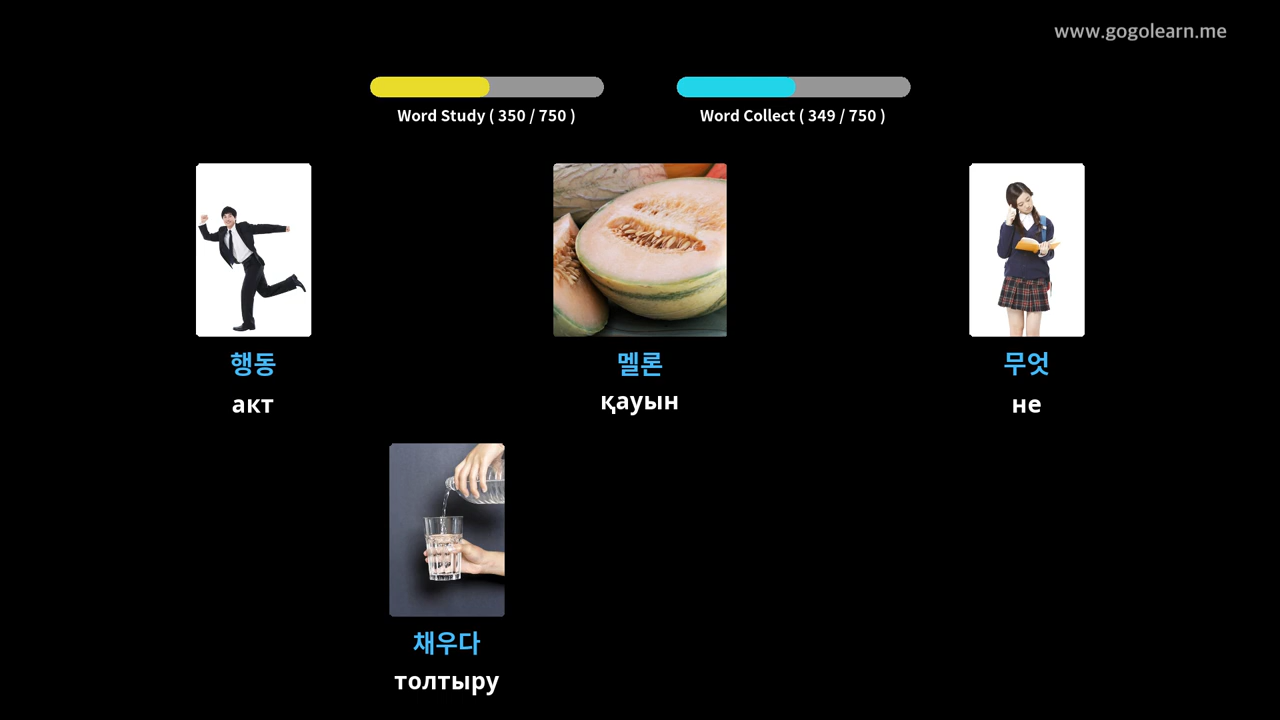 www.gogolearn.me
Word Study ( 350 / 750 )
Word Collect ( 349 / 750 )
행동
акт
멜론
қауын
무엇
не
채우다
толтыру